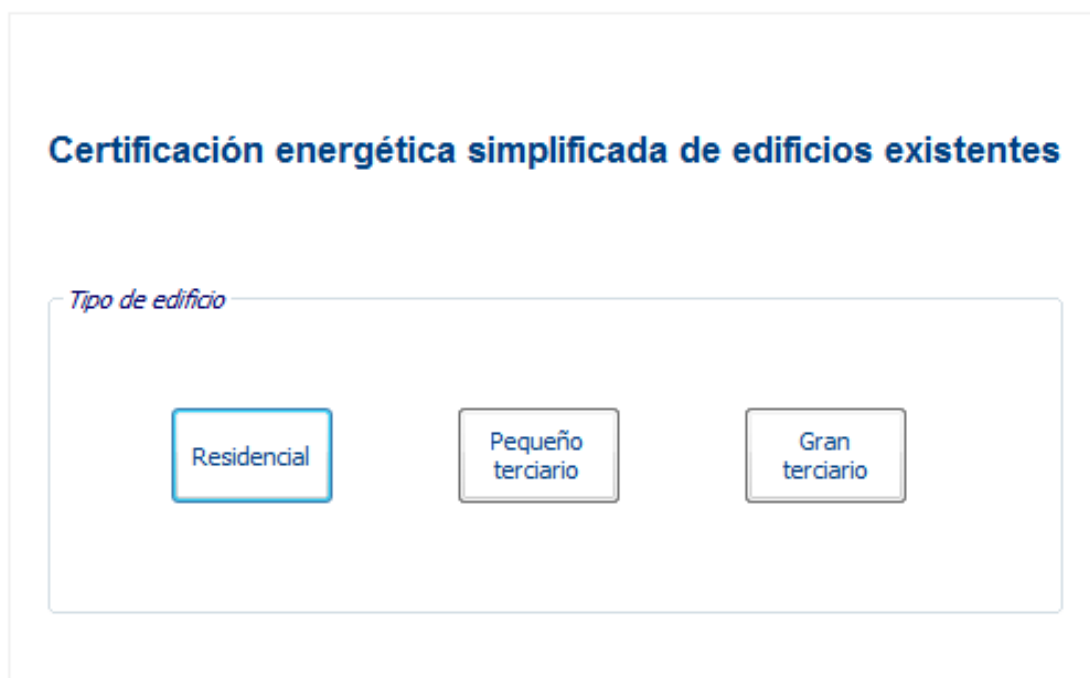 Certificación energética simplificada de edificios existentes
Tipo de edificio
Residencial
Pequeño
terciario
Gran
terciario